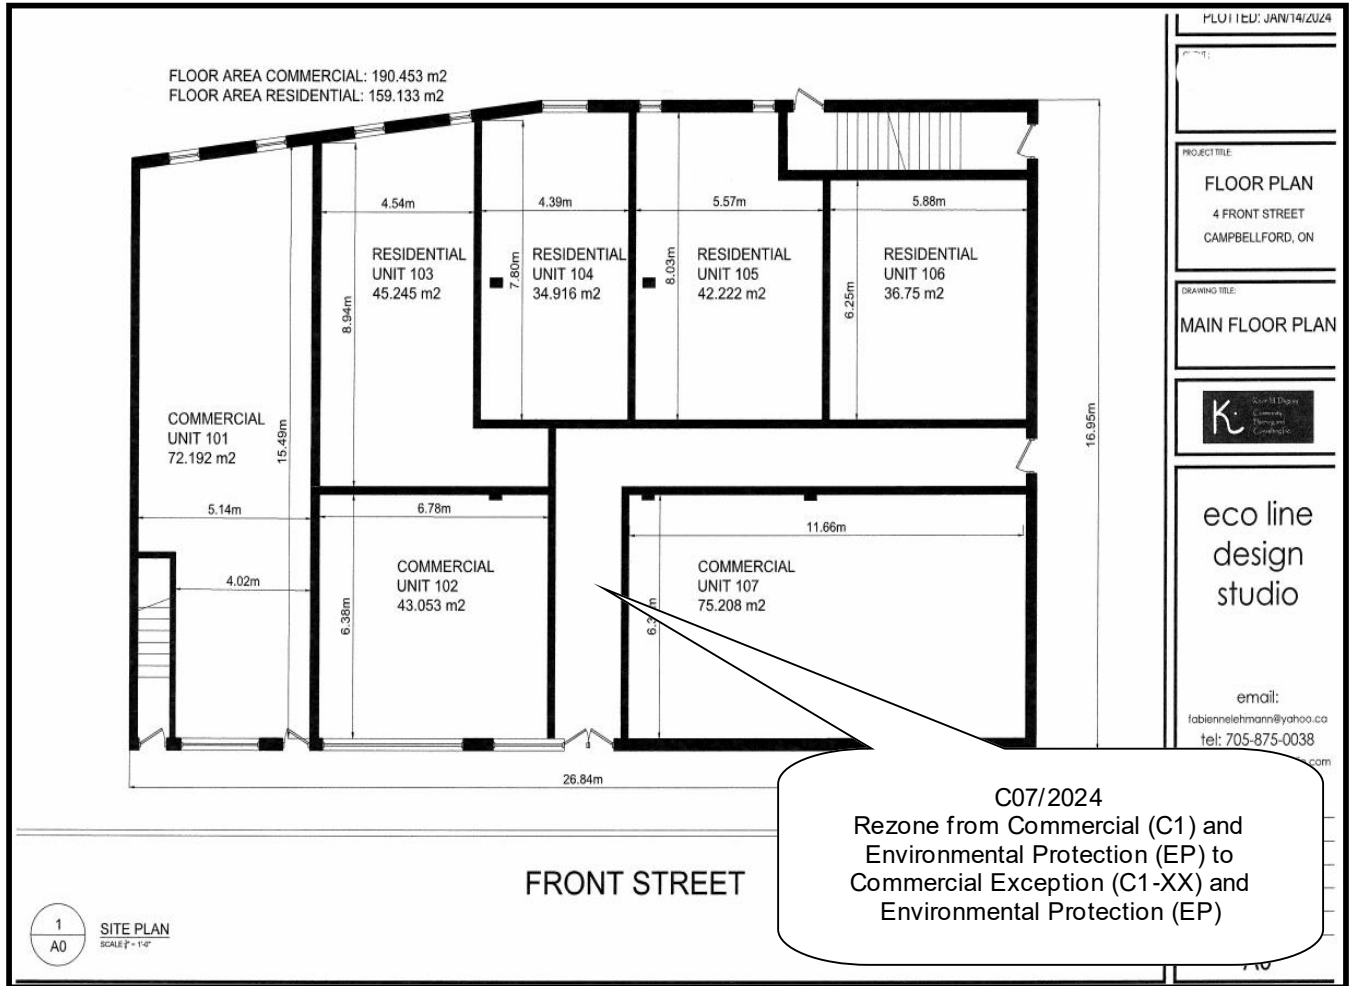 PLOTTED: JAN/14/2024
FLOOR AREA COMMERCIAL: 190.453 m2
FLOOR AREA RESIDENTIAL: 159.133 m2
PROJECT TITLE:
FLOOR PLAN
4 FRONT STREET
CAMPBELLFORD, ON
DRAWING TITLE:
MAIN FLOOR PLAN
4.54m
4.39m
5.57m
5.88m
RESIDENTIAL
UNIT 103
45.245 m2
RESIDENTIAL
UNIT 104
34.916 m2
RESIDENTIAL
UNIT 105
42.222 m2
RESIDENTIAL
UNIT 106
36.75 m2
8.94m
7.80m
8.03m
6.25m
COMMERCIAL
UNIT 101
72.192 m2
15.49m
16.95m
5.14m
4.02m
6.78m
11.66m
COMMERCIAL
UNIT 102
43.053 m2
6.38m
COMMERCIAL
UNIT 107
75.208 m2
26.84m
eco line
design
studio
email:
fabiennelehmann@yahoo.ca
tel: 705-875-0038
C07/2024
Rezone from Commercial (C1) and
Environmental Protection (EP) to
Commercial Exception (C1-XX) and
Environmental Protection (EP)
FRONT STREET
1
A0
SITE PLAN